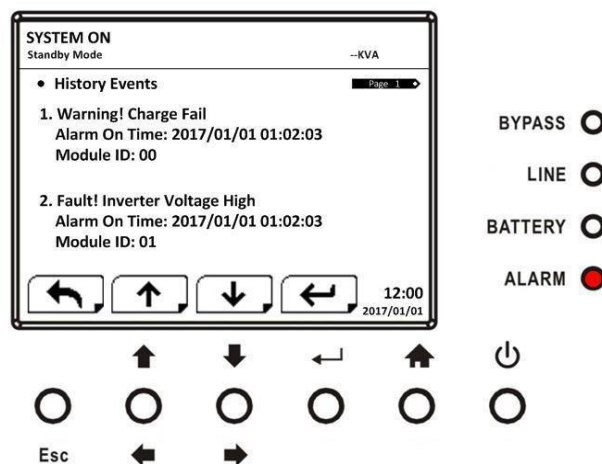 SYSTEM ON
Standby Mode
--KVA
• History Events
Page 1
1. Warning! Charge Fail
Alarm On Time: 2017/01/01 01:02:03
Module ID: 00
2. Fault! Inverter Voltage High
Alarm On Time: 2017/01/01 01:02:03
Module ID: 01
12:00
2017/01/01
BYPASS
LINE
BATTERY
ALARM
Esc